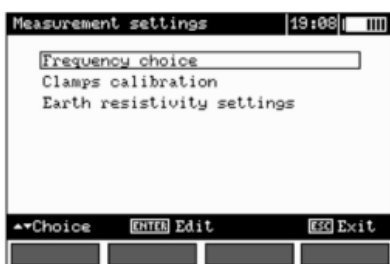 Measurement settings 19:08
Frequency choice
Clamps calibration
Earth resistivity settings
▲▼Choice ENTER Edit ESC Exit